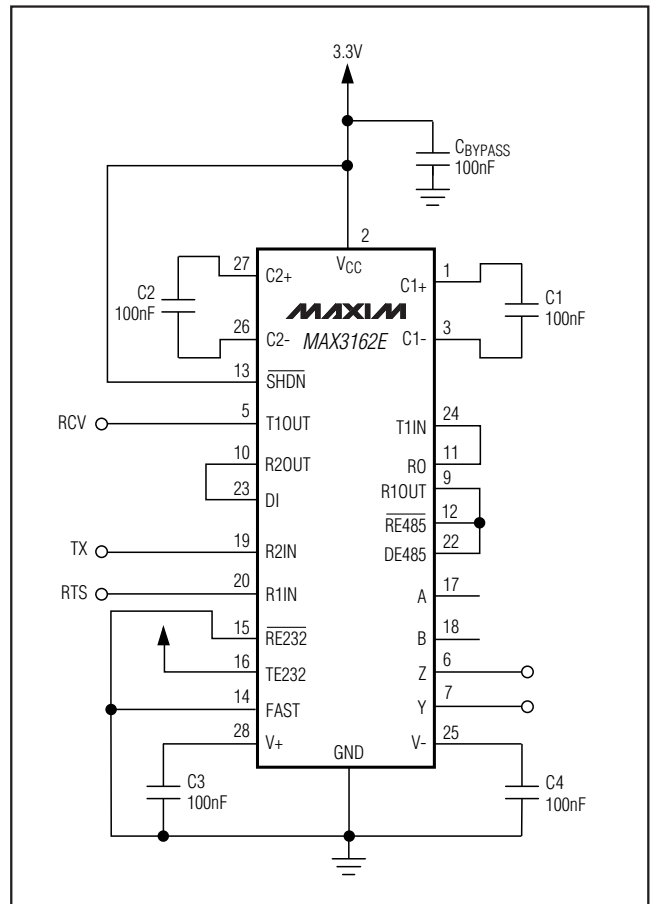 3.3V
CBYPASS
100nF
2
VCC
27
C2+
C2
100nF
26
C2-
1
C1+
C1
100nF
3
C1-
MAXIM
MAX3162E
13
SHDN
RCV
5
T1OUT
24
T1IN
10
R2OUT
11
RO
9
R1OUT
23
DI
12
RE485
22
DE485
TX
19
R2IN
RTS
20
R1IN
17
A
18
B
15
RE232
16
TE232
6
Z
7
Y
14
FAST
28
V+
25
V-
GND
C3
100nF
C4
100nF